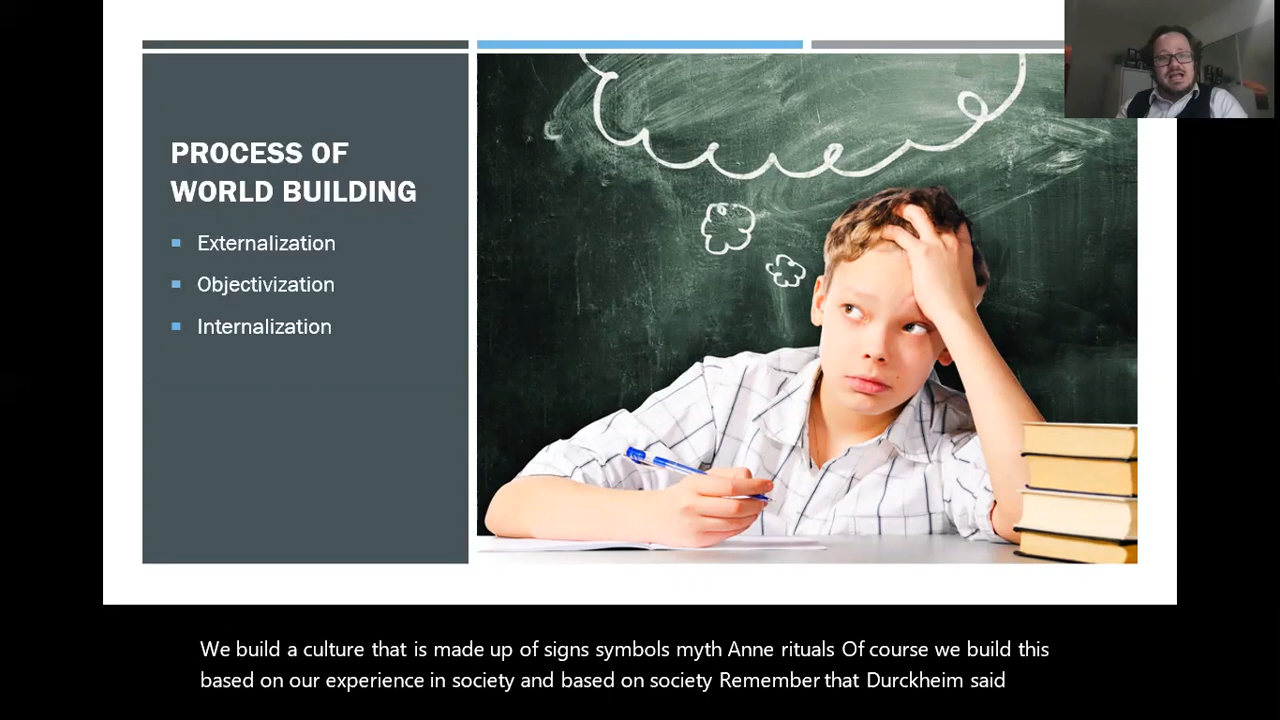 PROCESS OF
WORLD BUILDING
Externalization
Objectivization
Internalization
We build a culture that is made up of signs symbols myth Anne rituals Of course we build this
based on our experience in society and based on society Remember that Durckheim said